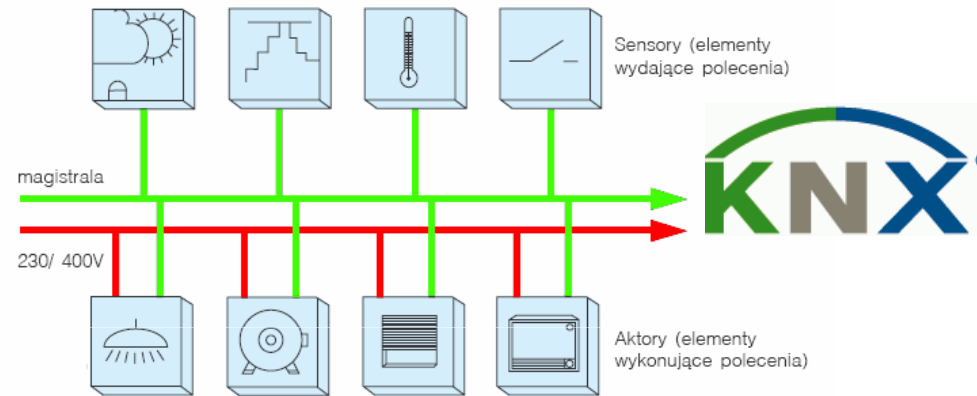 Sensory (elementy
wydające polecenia)
magistrala
KNX
230/ 400V
Aktory (elementy
wykonujące polecenia)